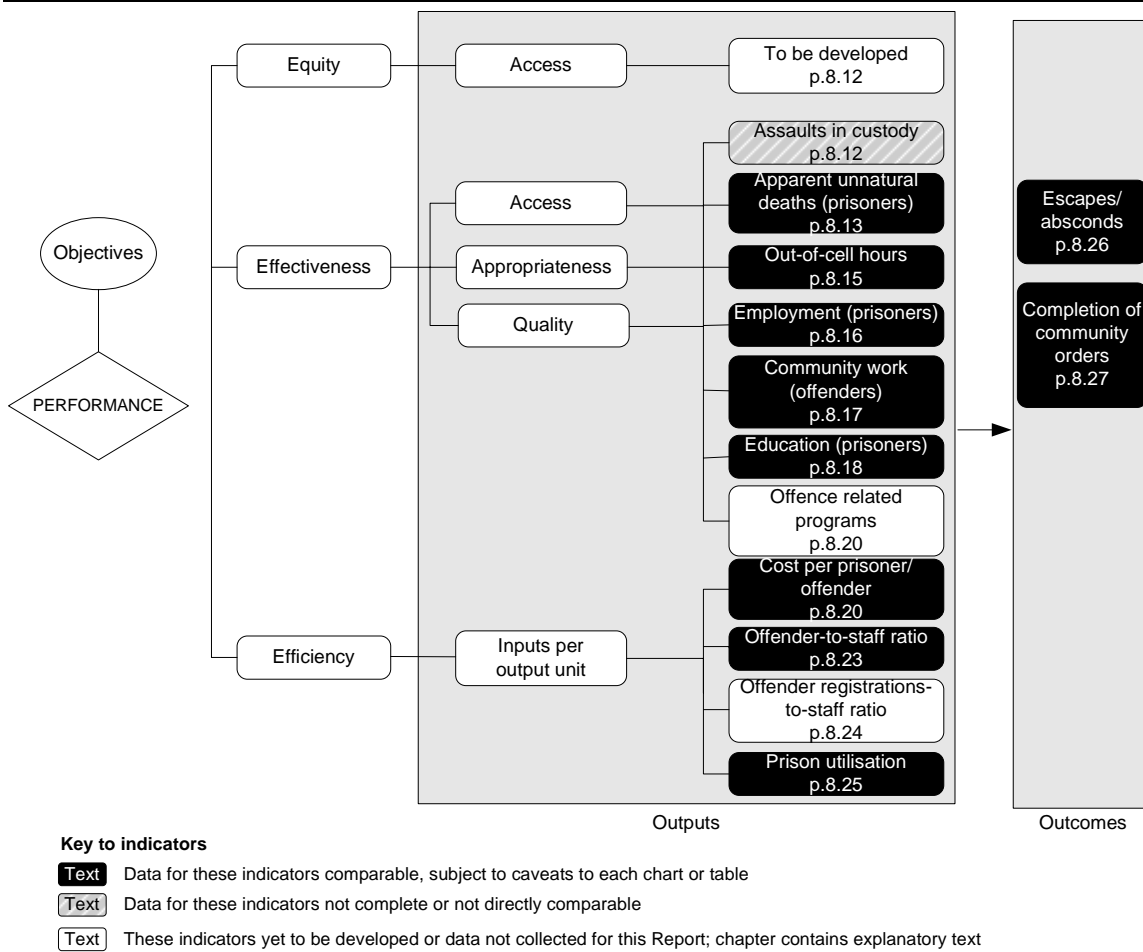 Objectives
PERFORMANCE
Equity
Access
To be developed
p.8.12
Effectiveness
Access
Appropriateness
Quality
Assaults in custody
p.8.12
Apparent unnatural
deaths (prisoners)
p.8.13
Out-of-cell hours
p.8.15
Employment (prisoners)
p.8.16
Community work
(offenders)
p.8.17
Education (prisoners)
p.8.18
Offence related
programs
p.8.20
Efficiency
Inputs per
output unit
Cost per prisoner/
offender
p.8.20
Offender-to-staff ratio
p.8.23
Offender registrations-
to-staff ratio
p.8.24
Prison utilisation
p.8.25
Outputs
Escapes/
absconds
p.8.26
Completion of
community
orders
p.8.27
Outcomes
Key to indicators
Text Data for these indicators comparable, subject to caveats to each chart or table
Text Data for these indicators not complete or not directly comparable
Text These indicators yet to be developed or data not collected for this Report; chapter contains explanatory text